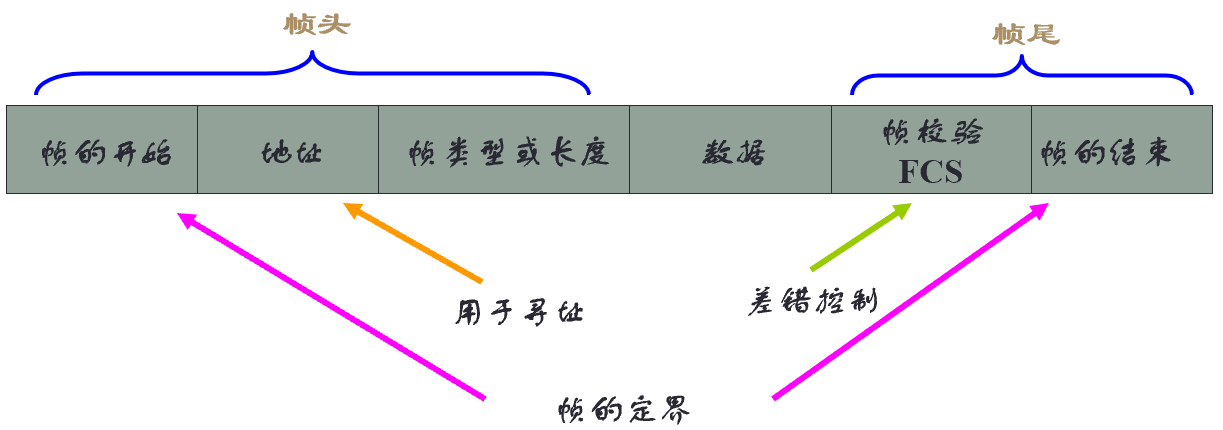 帧头
帧尾
帧的开始
地址
帧类型或长度
数据
帧校验
FCS
帧的结束
用于寻址
差错控制
帧的定界